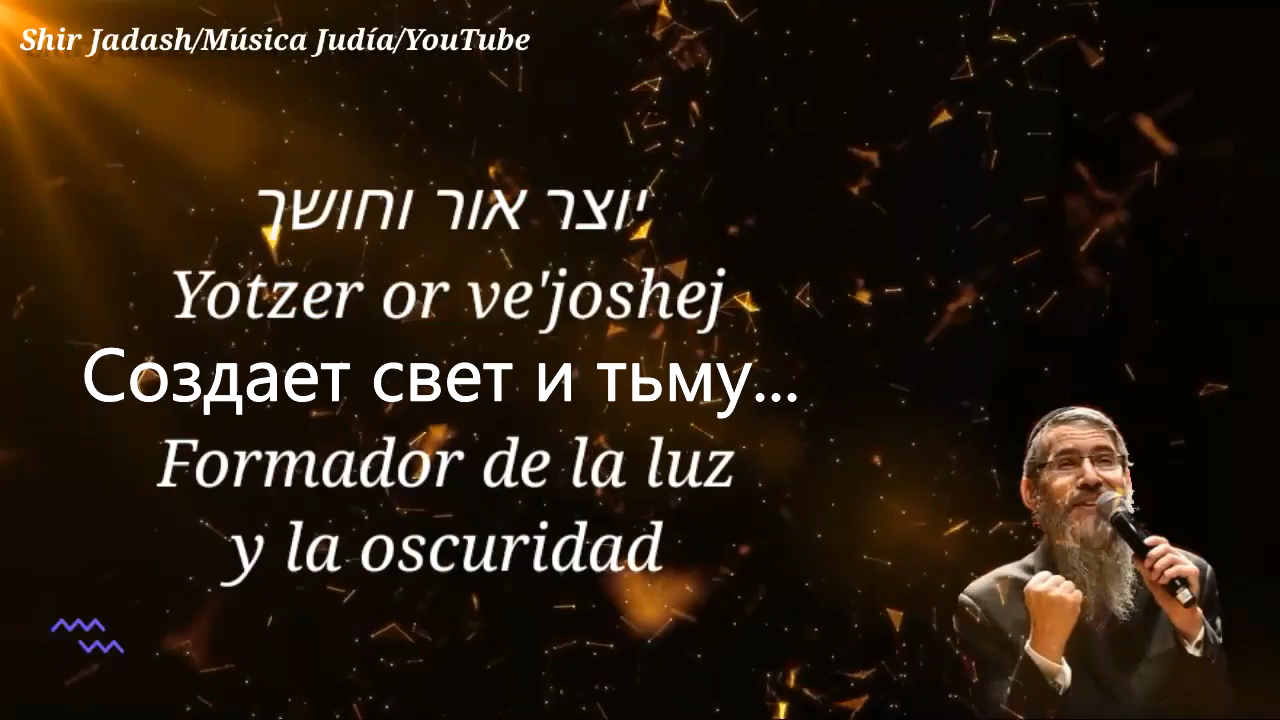 Shir Jadash/Música Judía/YouTube
יוצר אור וחושך
Yotzer or ve'joshej
Создает свет и тьму...
Formador de la luz
y la oscuridad